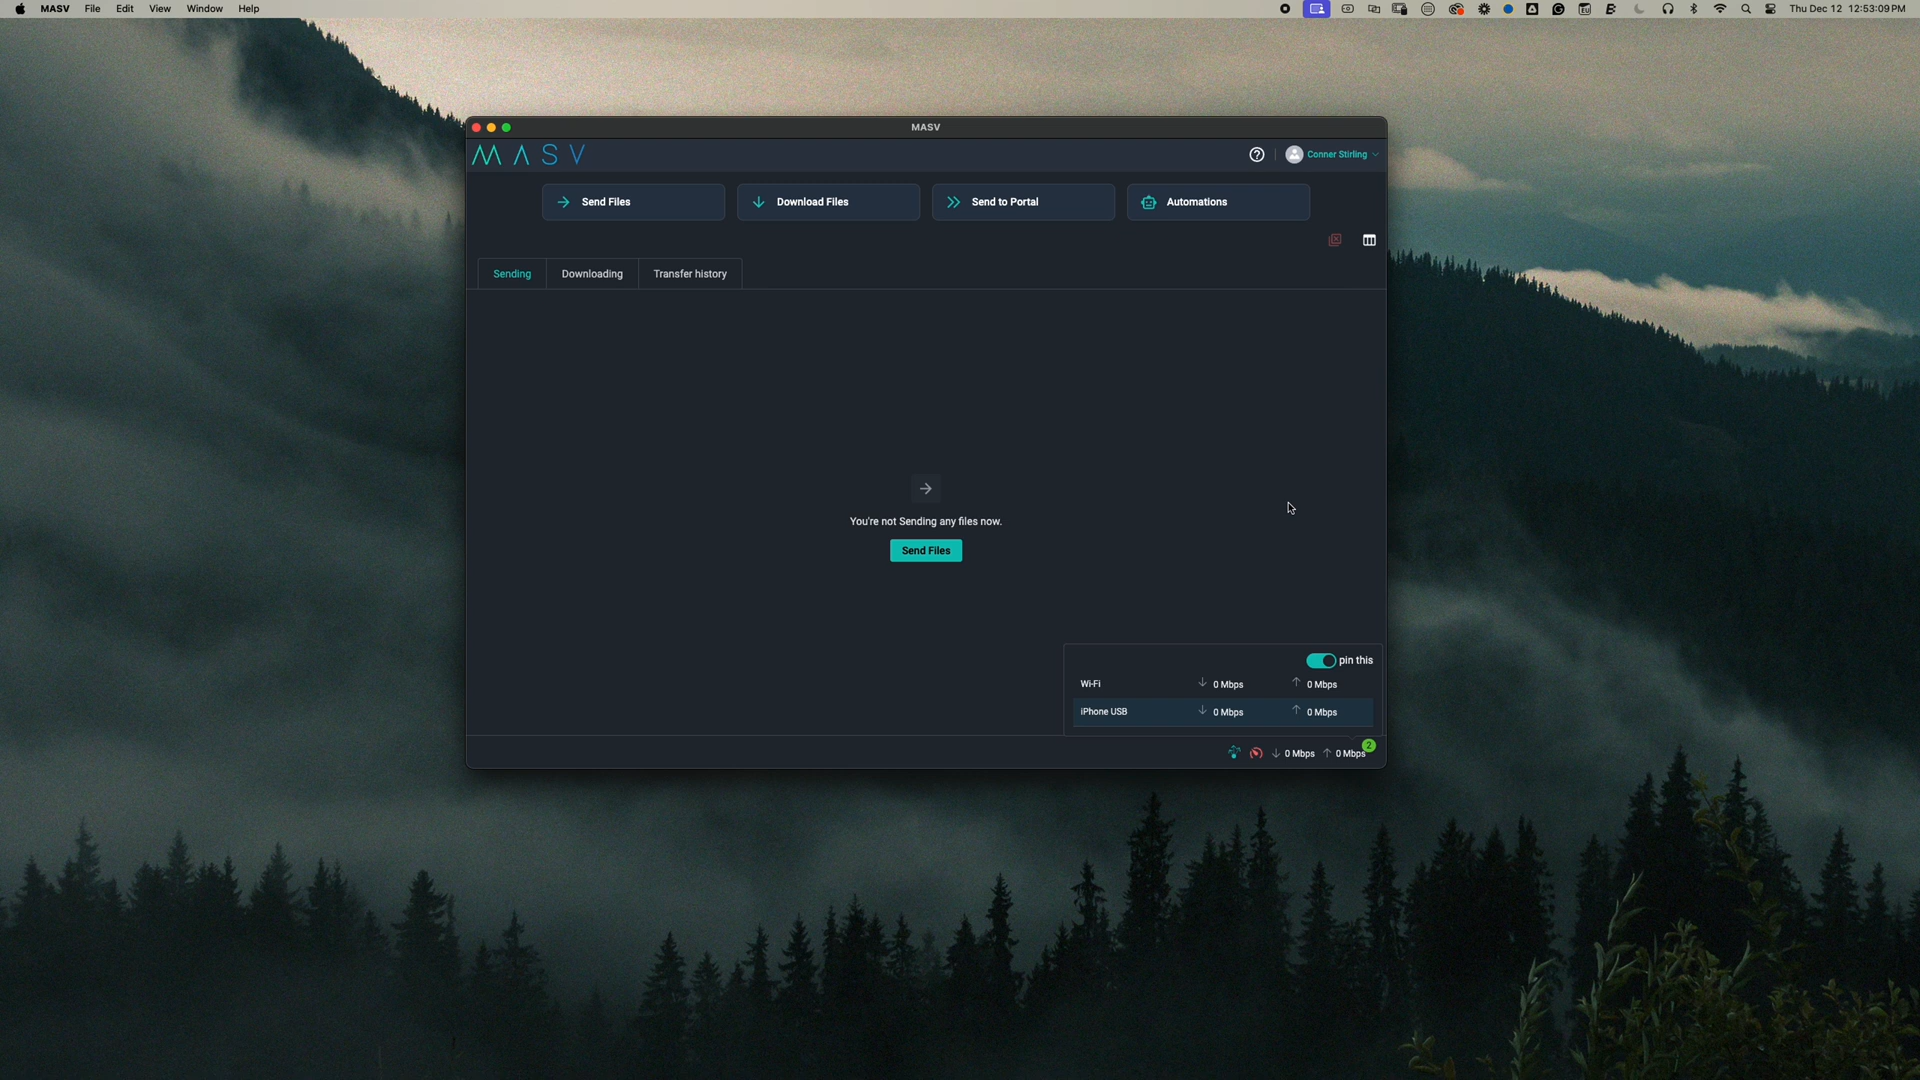 MASV File Edit View Window Help
Thu Dec 12 12:53:09 PM
MASV
MASV
Conner Stirling
Send Files
Download Files
Send to Portal
Automations
Sending
Downloading
Transfer history
You're not Sending any files now.
Send Files
pin this
Wi-Fi ↓ 0 Mbps ↑ 0 Mbps
iPhone USB ↓ 0 Mbps ↑ 0 Mbps
↓ 0 Mbps ↑ 0 Mbps 2